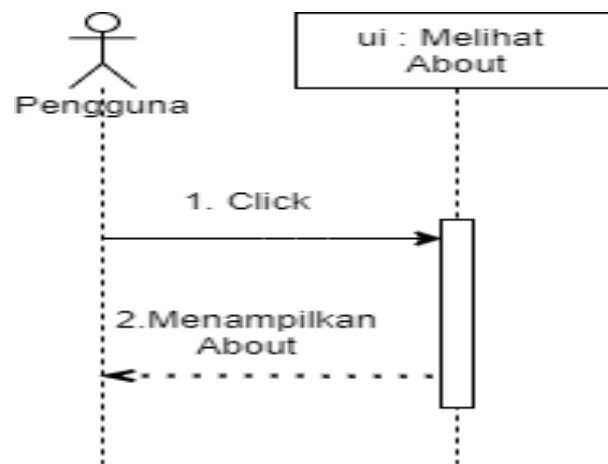 Pengguna
ui : Melihat
About
1. Click
2.Menampilkan
About